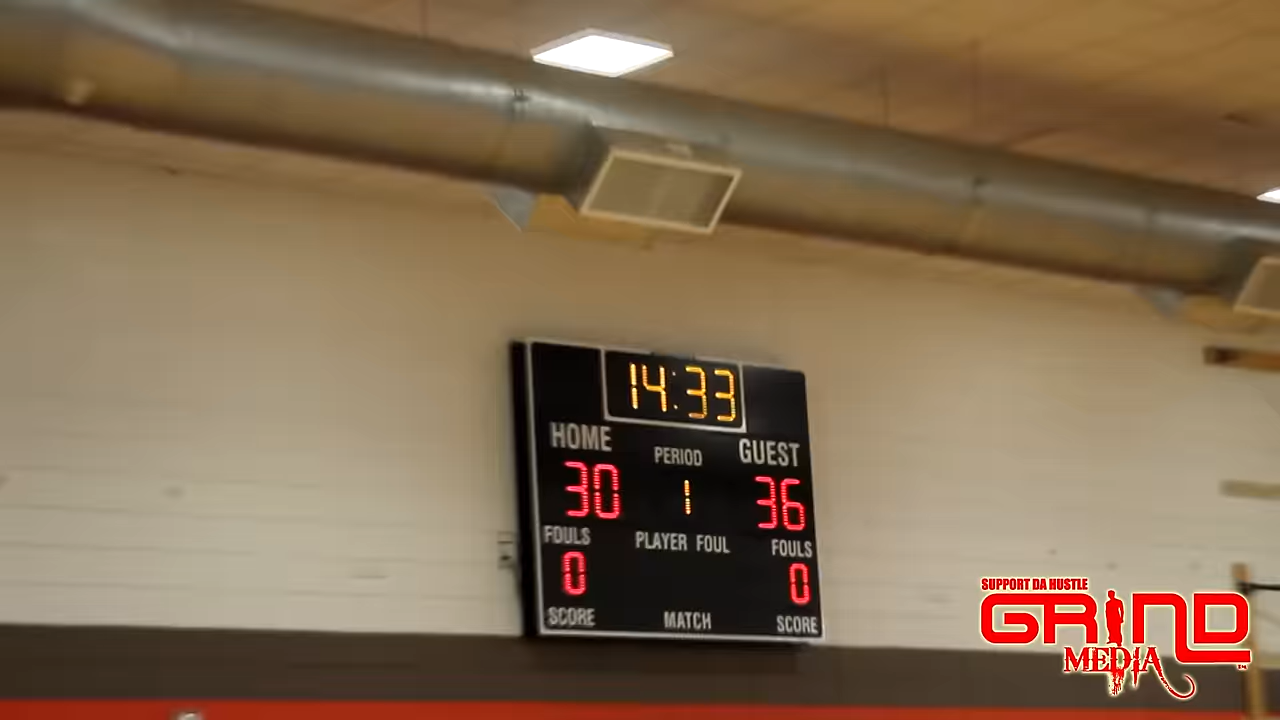 14:33
HOME PERIOD GUEST
30 1 36
FOULS PLAYER FOUL FOULS
0 0
SCORE MATCH SCORE
SUPPORT DA HUSTLE
GRIND
MEDIA